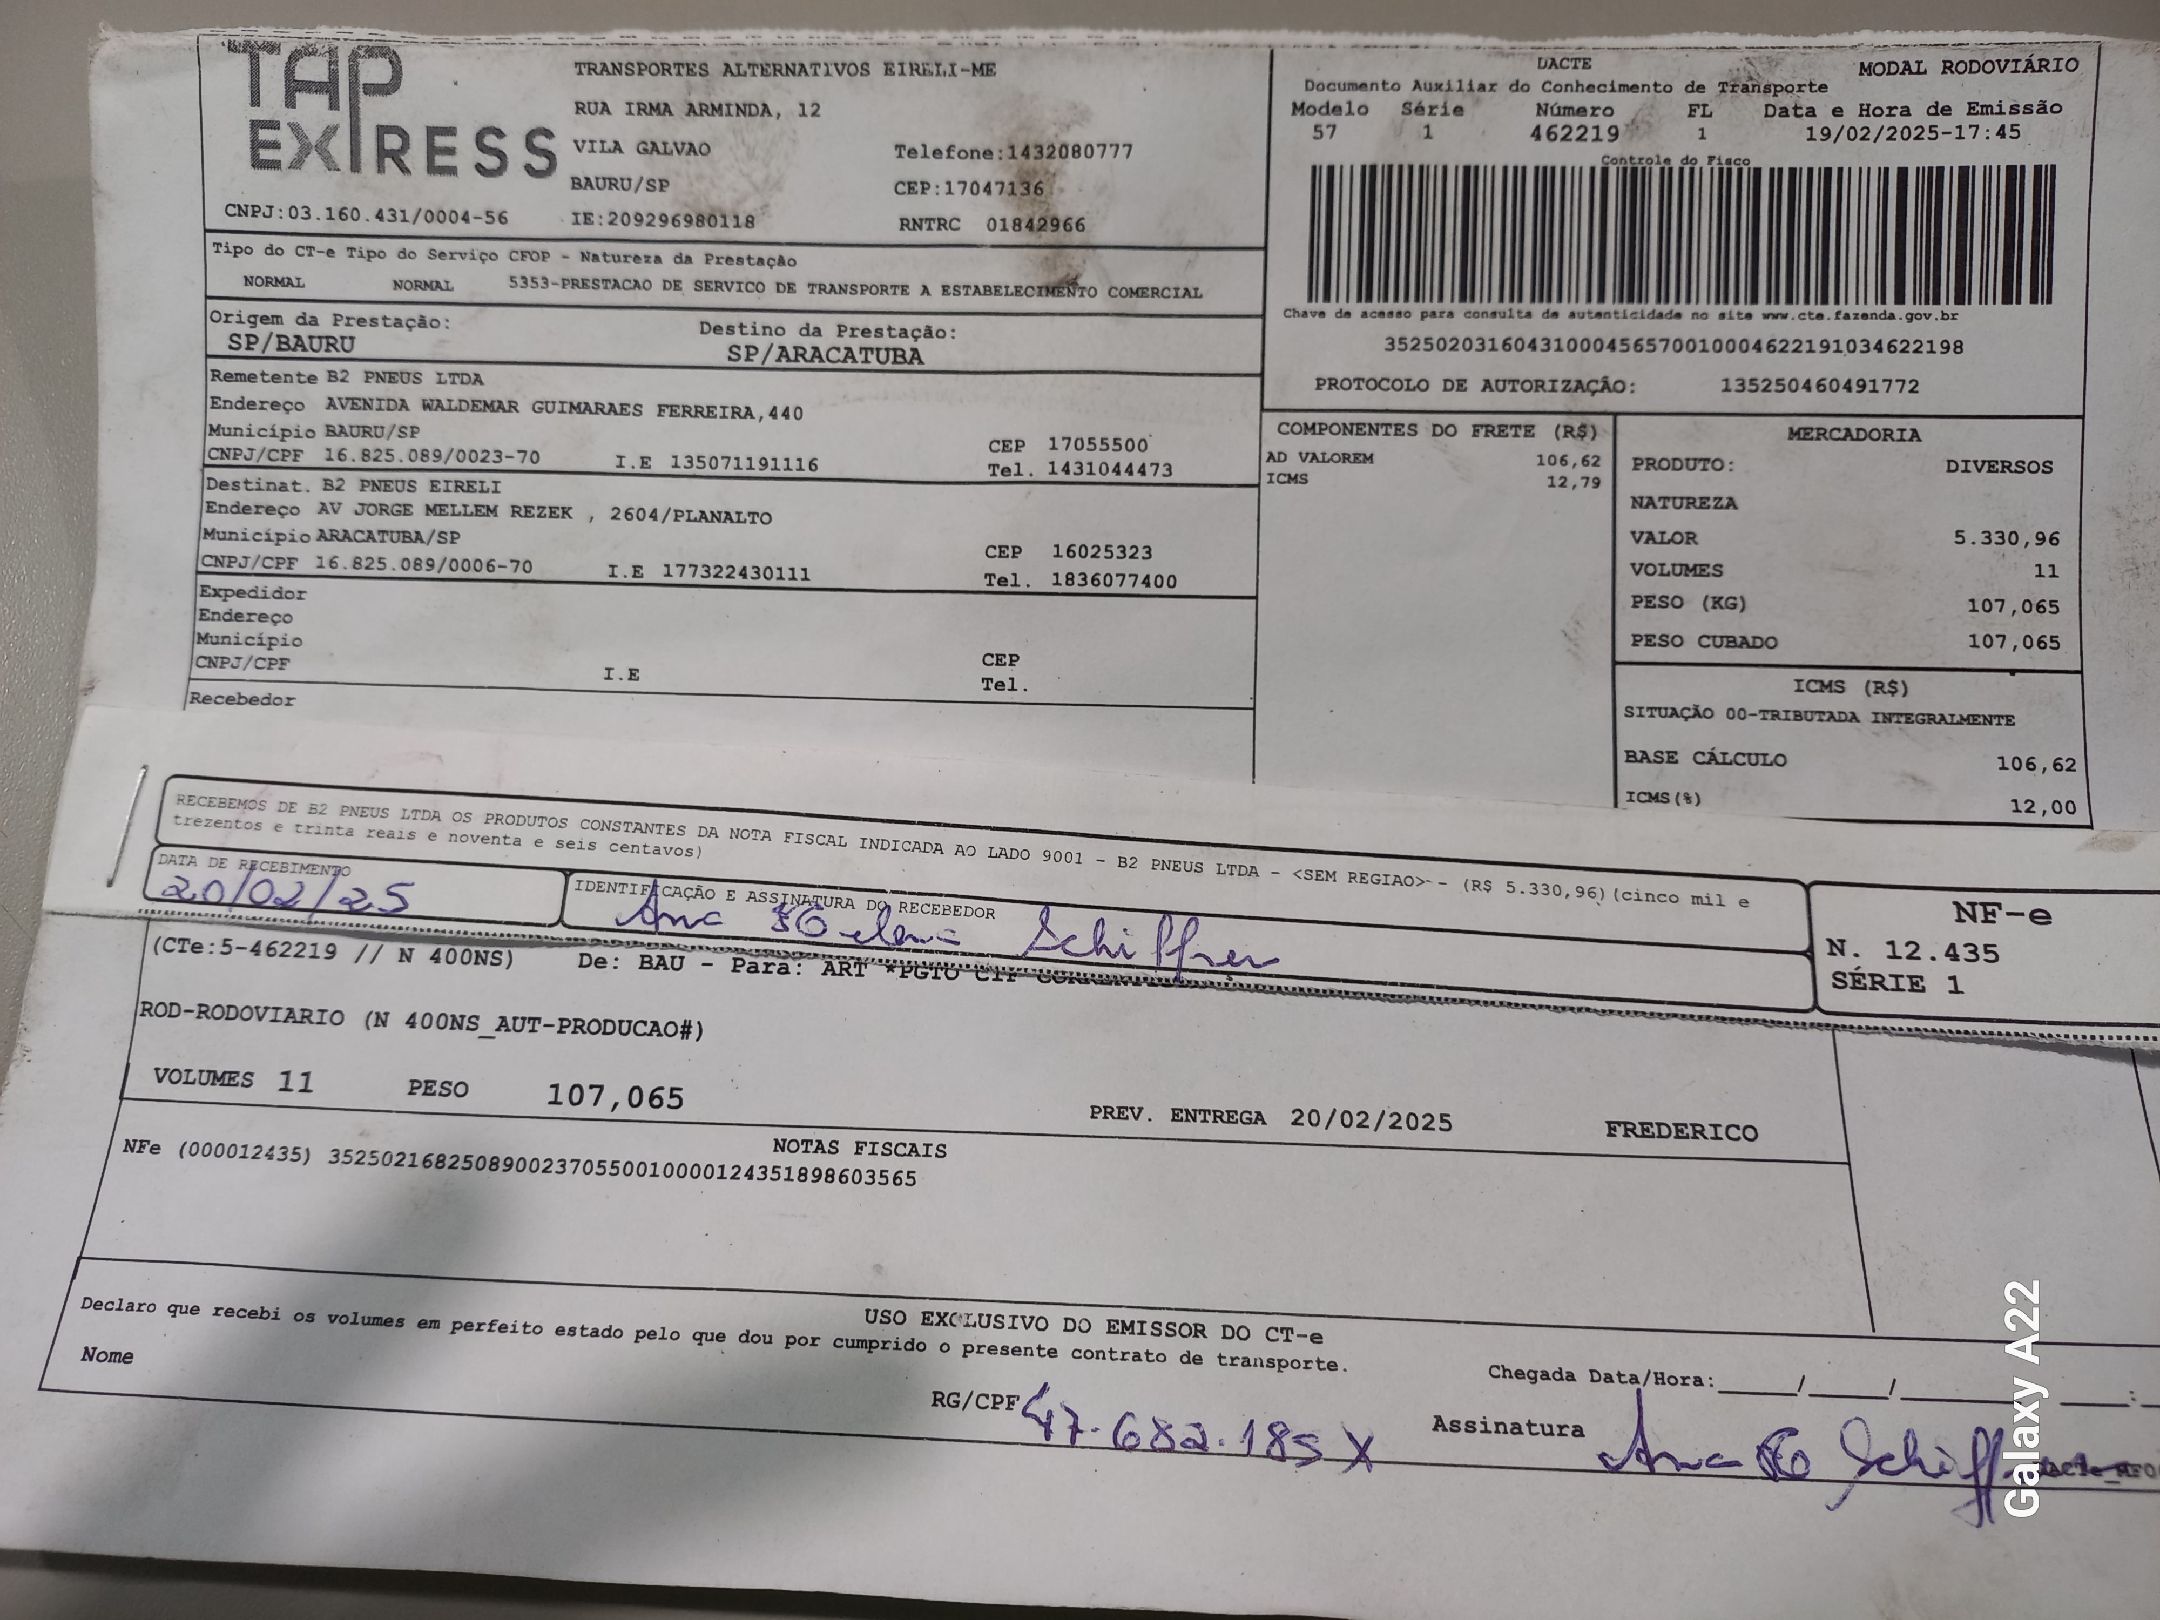 TAP EXPRESS
TRANSPORTES ALTERNATIVOS EIRELI-ME
RUA IRMA ARMINDA, 12
VILA GALVAO Telefone:1432080777
BAURU/SP CEP:17047136
CNPJ:03.160.431/0004-56 IE:209296980118 RNTRC 01842966
DACTE MODAL RODOVIÁRIO
Documento Auxiliar do Conhecimento de Transporte
Modelo Série Número FL Data e Hora de Emissão
57 1 462219 1 19/02/2025-17:45
Controle do Fisco
Chave de acesso para consulta de autenticidade no site www.cte.fazenda.gov.br
35250203160431000456570010004622191034622198
PROTOCOLO DE AUTORIZAÇÃO: 135250460491772
Tipo do CT-e Tipo do Serviço CFOP - Natureza da Prestação
NORMAL NORMAL 5353-PRESTACAO DE SERVICO DE TRANSPORTE A ESTABELECIMENTO COMERCIAL
Origem da Prestação: Destino da Prestação:
SP/BAURU SP/ARACATUBA
Remetente B2 PNEUS LTDA
Endereço AVENIDA WALDEMAR GUIMARAES FERREIRA,440
Município BAURU/SP CEP 17055500
CNPJ/CPF 16.825.089/0023-70 I.E 135071191116 Tel. 1431044473
Destinat. B2 PNEUS EIRELI
Endereço AV JORGE MELLEM REZEK , 2604/PLANALTO
Município ARACATUBA/SP CEP 16025323
CNPJ/CPF 16.825.089/0006-70 I.E 177322430111 Tel. 1836077400
Expedidor
Endereço
Município
CNPJ/CPF I.E CEP
Tel.
Recebedor
COMPONENTES DO FRETE (R$)
AD VALOREM 106,62
ICMS 12,79
MERCADORIA
PRODUTO: DIVERSOS
NATUREZA
VALOR 5.330,96
VOLUMES 11
PESO (KG) 107,065
PESO CUBADO 107,065
ICMS (R$)
SITUAÇÃO 00-TRIBUTADA INTEGRALMENTE
BASE CÁLCULO 106,62
ICMS(%) 12,00
RECEBEMOS DE B2 PNEUS LTDA OS PRODUTOS CONSTANTES DA NOTA FISCAL INDICADA AO LADO 9001 - B2 PNEUS LTDA - <SEM REGIAO> - (R$ 5.330,96)(cinco mil e
trezentos e trinta reais e noventa e seis centavos)
DATA DE RECEBIMENTO
20/02/25
IDENTIFICAÇÃO E ASSINATURA DO RECEBEDOR
Ana Helena Schiffner
NF-e
N. 12.435
SÉRIE 1
(CTe:5-462219 // N 400NS) De: BAU - Para: ART *PGTO CIF
ROD-RODOVIARIO (N 400NS_AUT-PRODUCAO#)
VOLUMES 11 PESO 107,065 PREV. ENTREGA 20/02/2025 FREDERICO
NOTAS FISCAIS
NFe (000012435) 35250216825089002370550010000124351898603565
USO EXCLUSIVO DO EMISSOR DO CT-e
Declaro que recebi os volumes em perfeito estado pelo que dou por cumprido o presente contrato de transporte.
Nome RG/CPF 47.682.185 X Chegada Data/Hora:____/____/____ ____:
Assinatura Ana
Galaxy A22